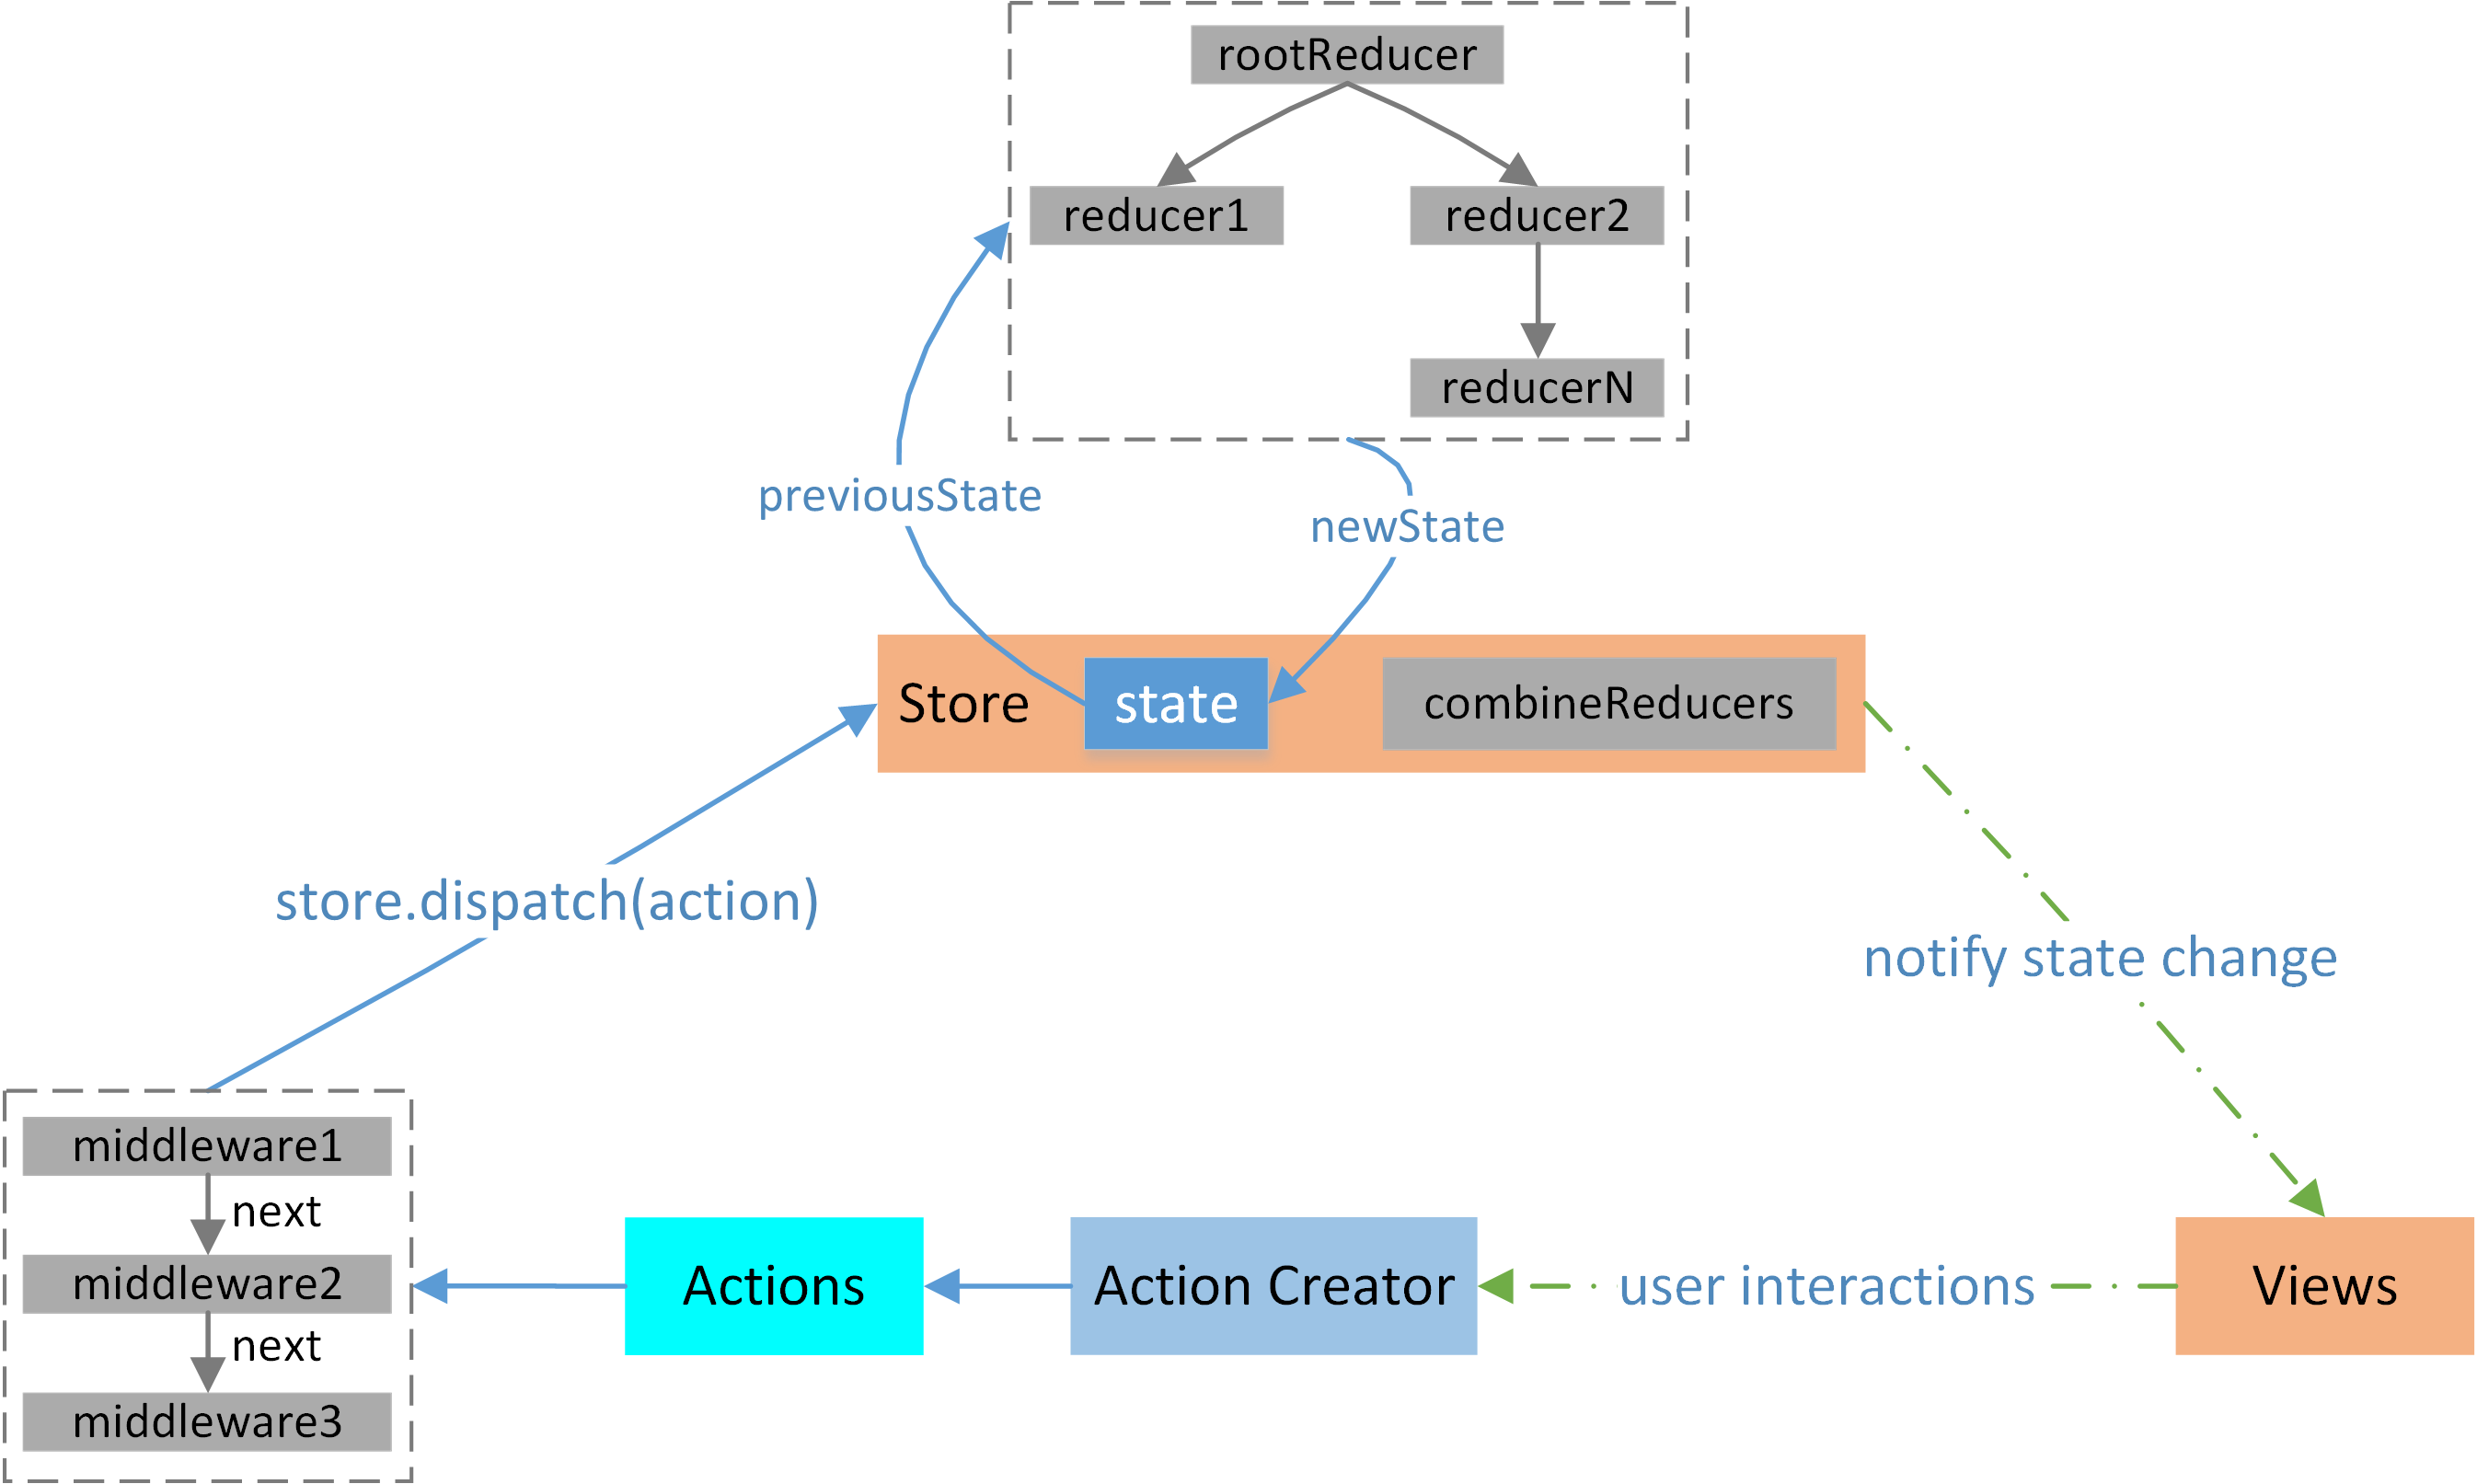 rootReducer
reducer1
reducer2
reducerN
previousState
newState
Store
state
combineReducers
store.dispatch(action)
notify state change
middleware1
next
middleware2
next
middleware3
Actions
Action Creator
user interactions
Views